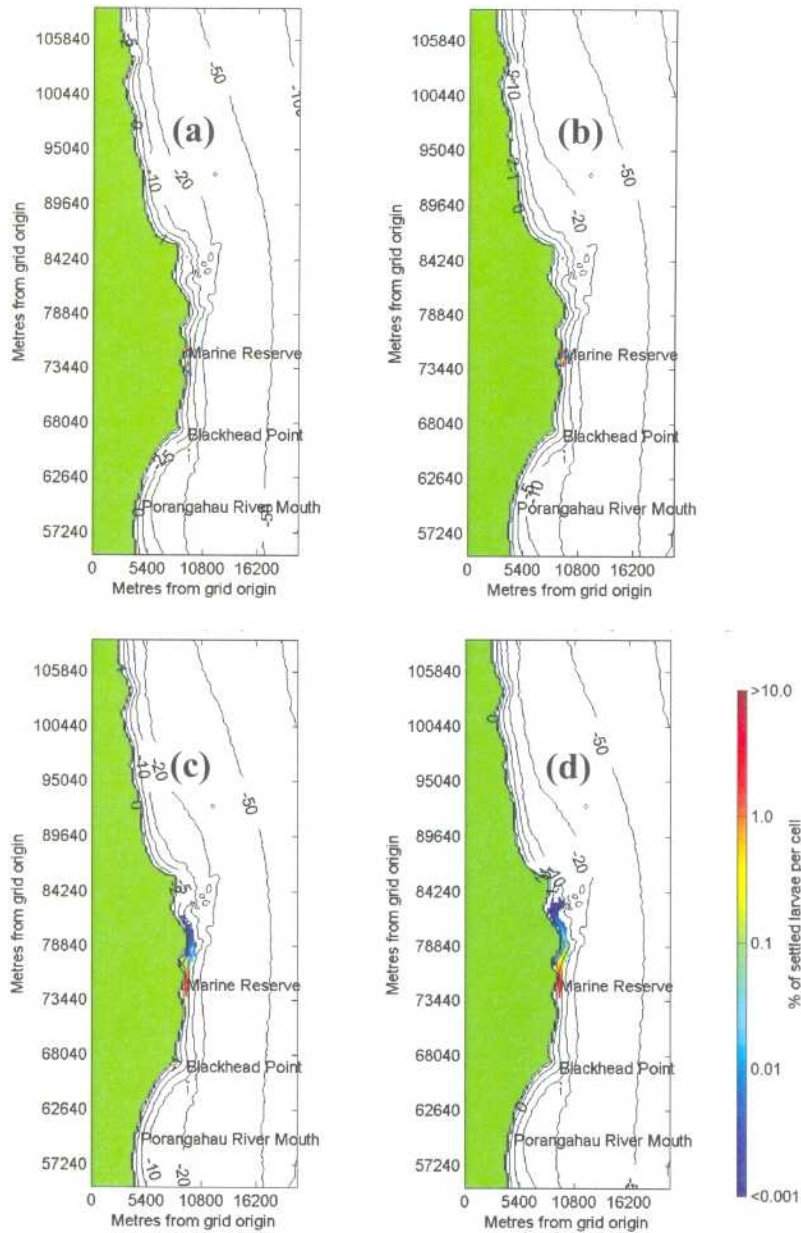 105840
100440
95040
89640
84240
78840
73440
68040
62640
57240
Metres from grid origin
(a)
-50
-20
-10
0
Marine Reserve
Blackhead Point
Porangahau River Mouth
0 5400 10800 16200
Metres from grid origin
105840
100440
95040
89640
84240
78840
73440
68040
62640
57240
Metres from grid origin
(b)
-10
-50
-20
0
Marine Reserve
Blackhead Point
Porangahau River Mouth
0 5400 10800 16200
Metres from grid origin
105840
100440
95040
89640
84240
78840
73440
68040
62640
57240
Metres from grid origin
(c)
-10
-20
-50
0
Marine Reserve
Blackhead Point
Porangahau River Mouth
-10
-20
0 5400 10800 16200
Metres from grid origin
105840
100440
95040
89640
84240
78840
73440
68040
62640
57240
Metres from grid origin
(d)
0
-50
-20
Marine Reserve
Blackhead Point
0
Porangahau River Mouth
0 5400 10800 16200
Metres from grid origin
>10.0
1.0
0.1
0.01
<0.001
% of settled larvae per cell